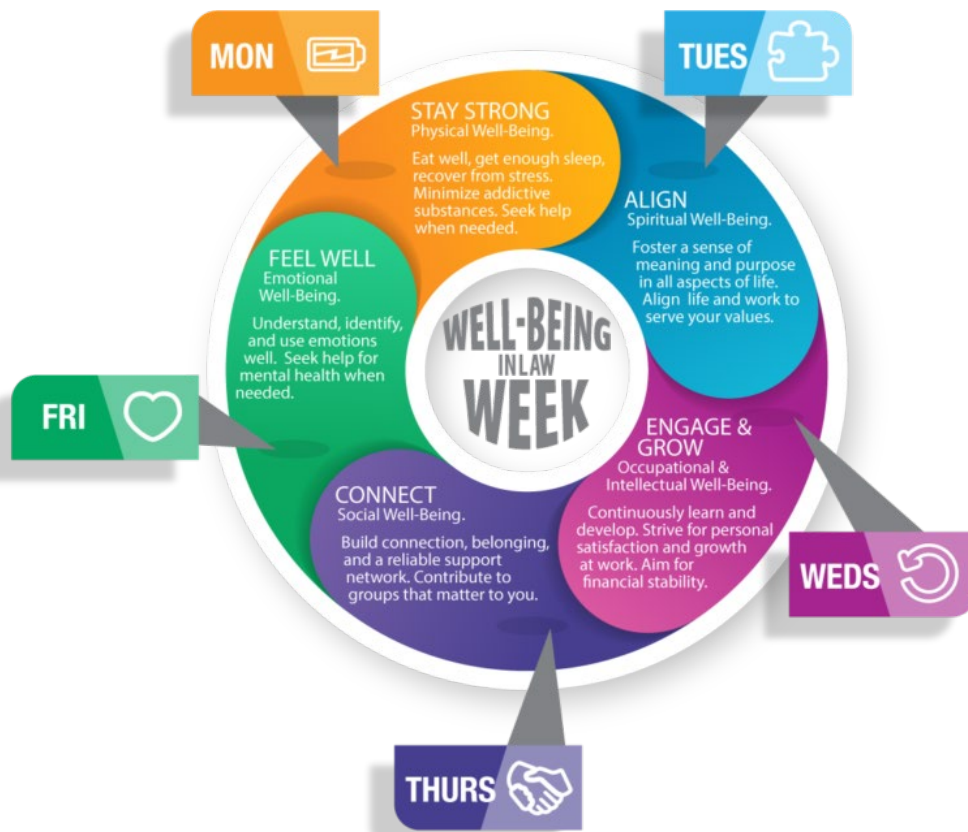 MON
STAY STRONG
Physical Well-Being.
Eat well, get enough sleep,
recover from stress.
Minimize addictive
substances. Seek help
when needed.
TUES
ALIGN
Spiritual Well-Being.
Foster a sense of
meaning and purpose
in all aspects of life.
Align life and work to
serve your values.
WEDS
ENGAGE &
GROW
Occupational &
Intellectual Well-Being.
Continuously learn and
develop. Strive for personal
satisfaction and growth
at work. Aim for
financial stability.
THURS
CONNECT
Social Well-Being.
Build connection, belonging,
and a reliable support
network. Contribute to
groups that matter to you.
FRI
FEEL WELL
Emotional
Well-Being.
Understand, identify,
and use emotions
well. Seek help for
mental health when
needed.
WELL-BEING
IN LAW
WEEK